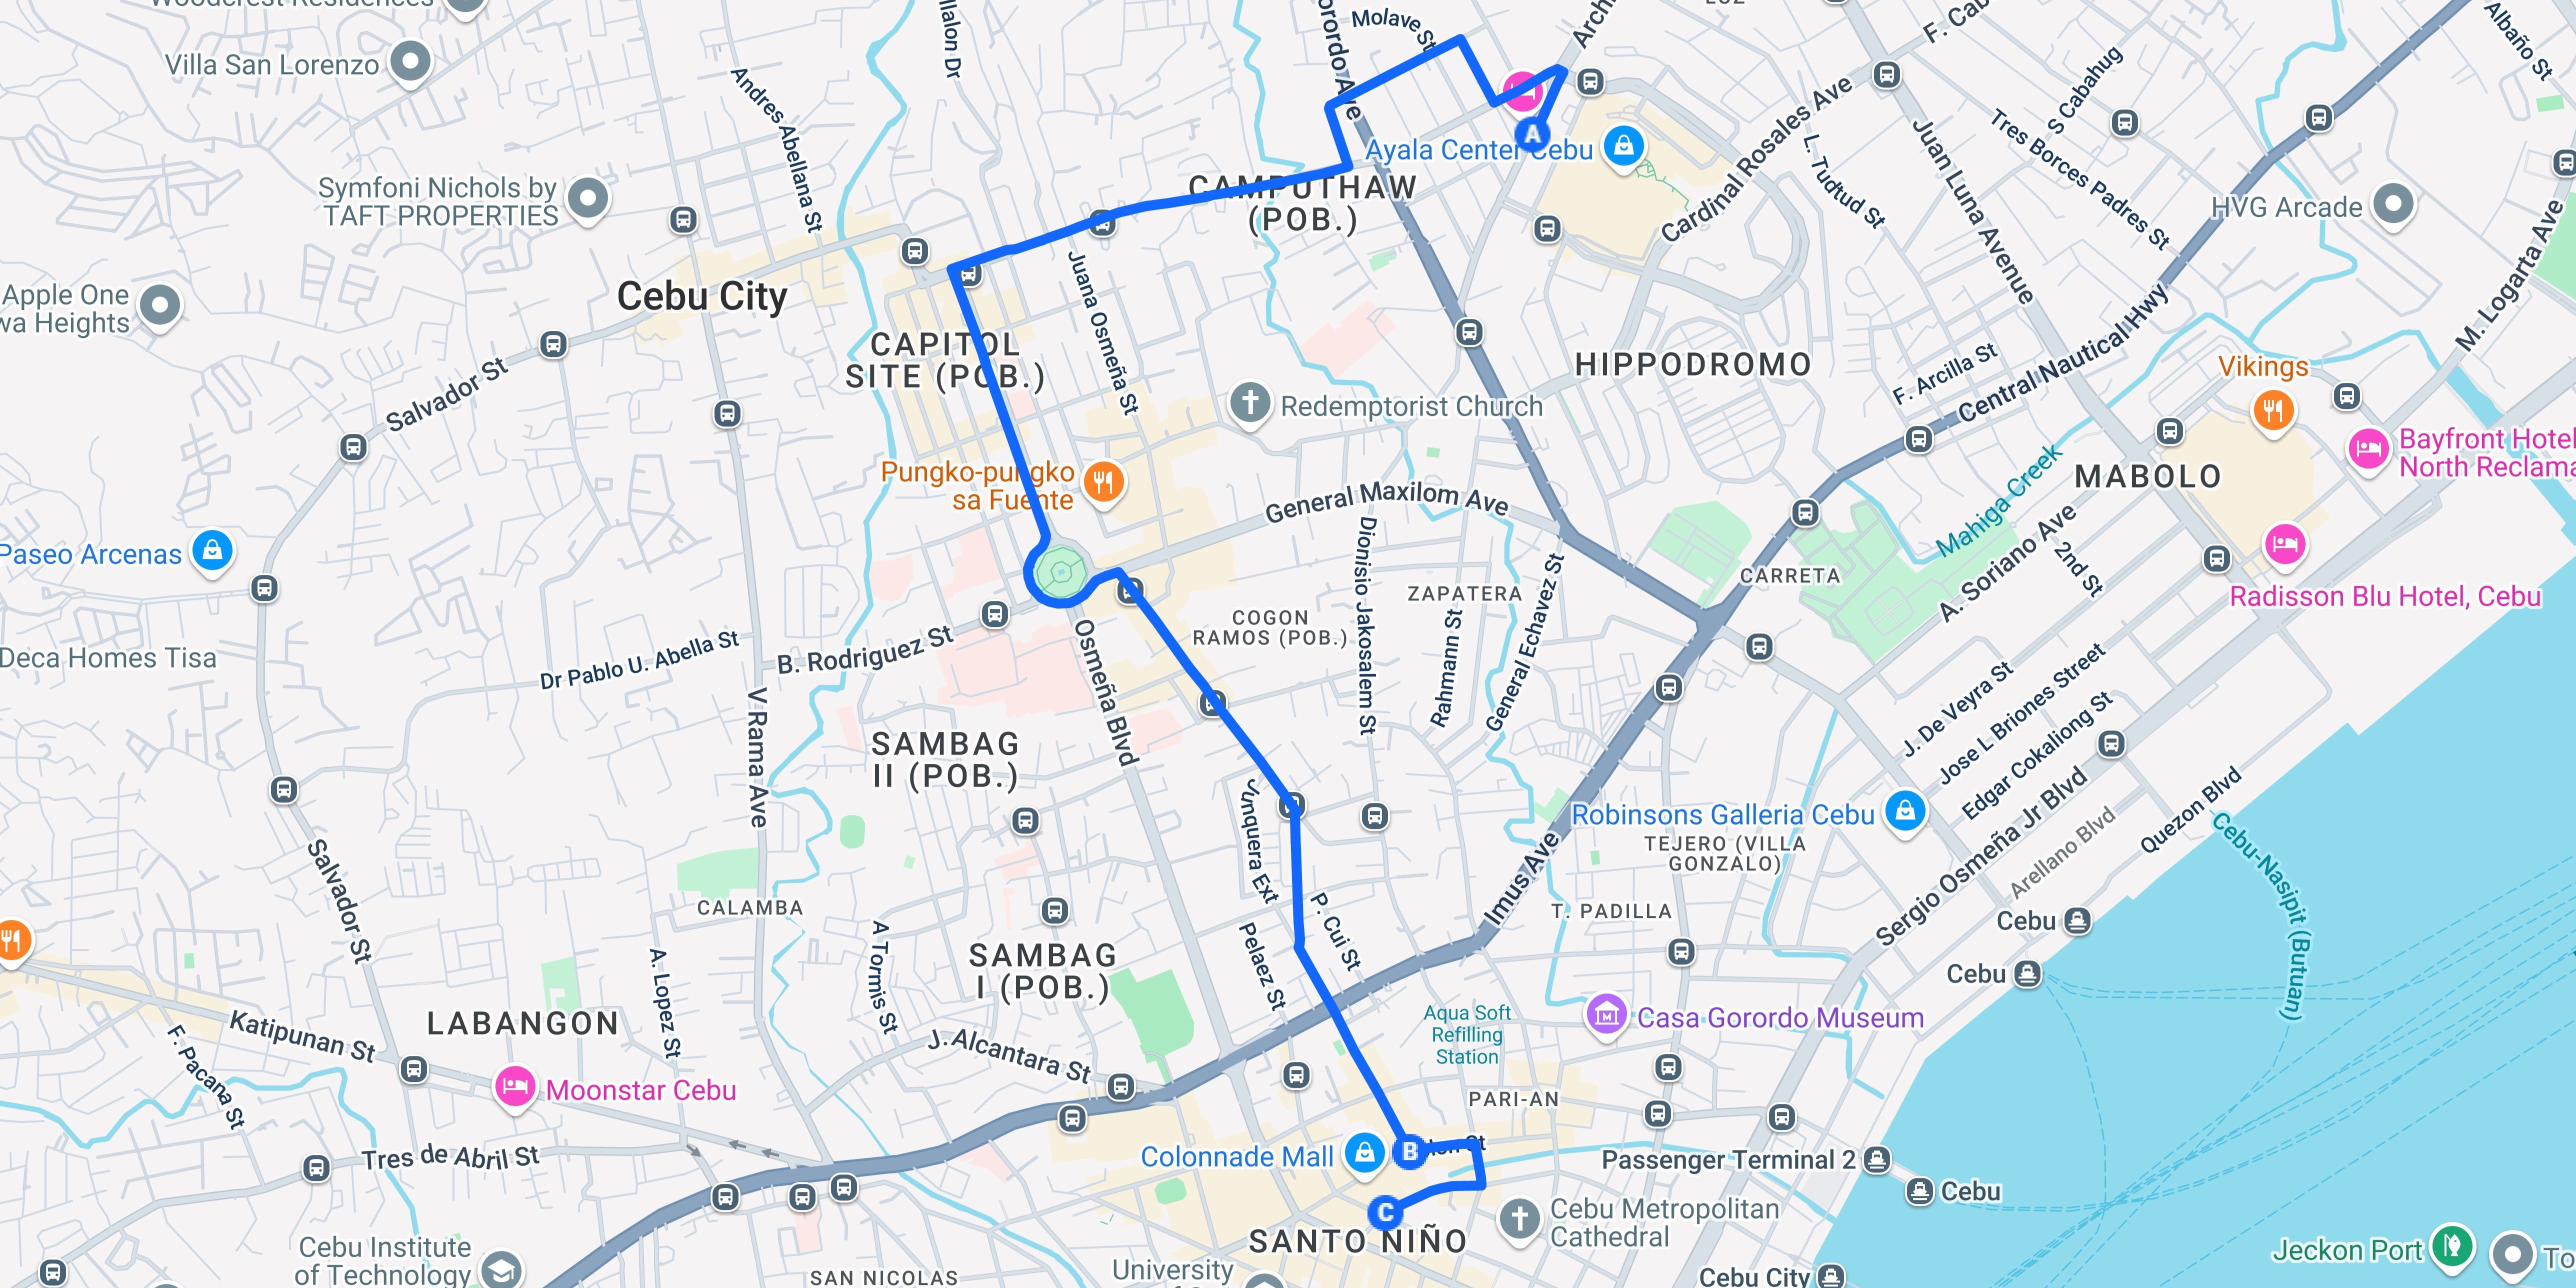 Woodcrest Residences
Villa San Lorenzo
Molave St
Archi
F. Cab
Albaño St
Andres Abellana St
Symfoni Nichols by
TAFT PROPERTIES
Ayala Center Cebu
A
CAMPUTHAW
(POB.)
Cardinal Rosales Ave
L. Tudtud St
Juan Luna Avenue
S Cabahug
Tres Borces Padres St
HVG Arcade
M. Logarta Ave
Apple One
wa Heights
Cebu City
Juana Osmeña St
CAPITOL
SITE (POB.)
Salvador St
Redemptorist Church
HIPPODROMO
F. Arcilla St
Central Nautical Hwy
Vikings
Bayfront Hotel
North Reclama
MABOLO
Mahiga Creek
Pungko-pungko
sa Fuente
General Maxilom Ave
Paseo Arcenas
A. Soriano Ave
2nd St
Radisson Blu Hotel, Cebu
CARRETA
ZAPATERA
COGON
RAMOS (POB.)
Dionisio Jakosalem St
Rahmann St
General Echavez St
Deca Homes Tisa
Dr Pablo U. Abella St
B. Rodriguez St
Osmeña Blvd
V Rama Ave
SAMBAG
II (POB.)
J. De Veyra St
Jose L Briones Street
Edgar Cokaliong St
Sergio Osmeña Jr Blvd
Arellano Blvd
Quezon Blvd
Robinsons Galleria Cebu
TEJERO (VILLA
GONZALO)
Junquera Ext
Imus Ave
Salvador St
CALAMBA
P. Cui St
Pelaez St
T. PADILLA
Cebu
Cebu
Cebu-Nasipit (Butuan)
A Tormis St
A. Lopez St
SAMBAG
I (POB.)
LABANGON
Katipunan St
F. Pacana St
J. Alcantara St
Aqua Soft
Refilling
Station
Casa Gorordo Museum
Moonstar Cebu
PARI-AN
Tres de Abril St
Colonnade Mall
B
C
Passenger Terminal 2
Cebu
SANTO NIÑO
Cebu Metropolitan
Cathedral
Cebu Institute
of Technology
SAN NICOLAS
University
Cebu City
Jeckon Port
To